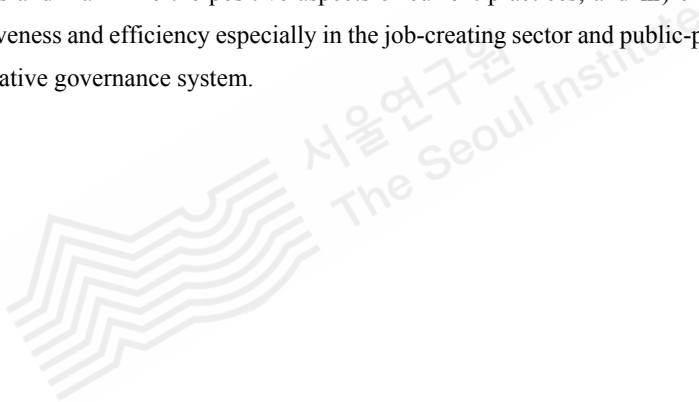 veness and efficiency especially in the job-creating sector and public-p
ative governance system.
서울연구원
The Seoul Institute